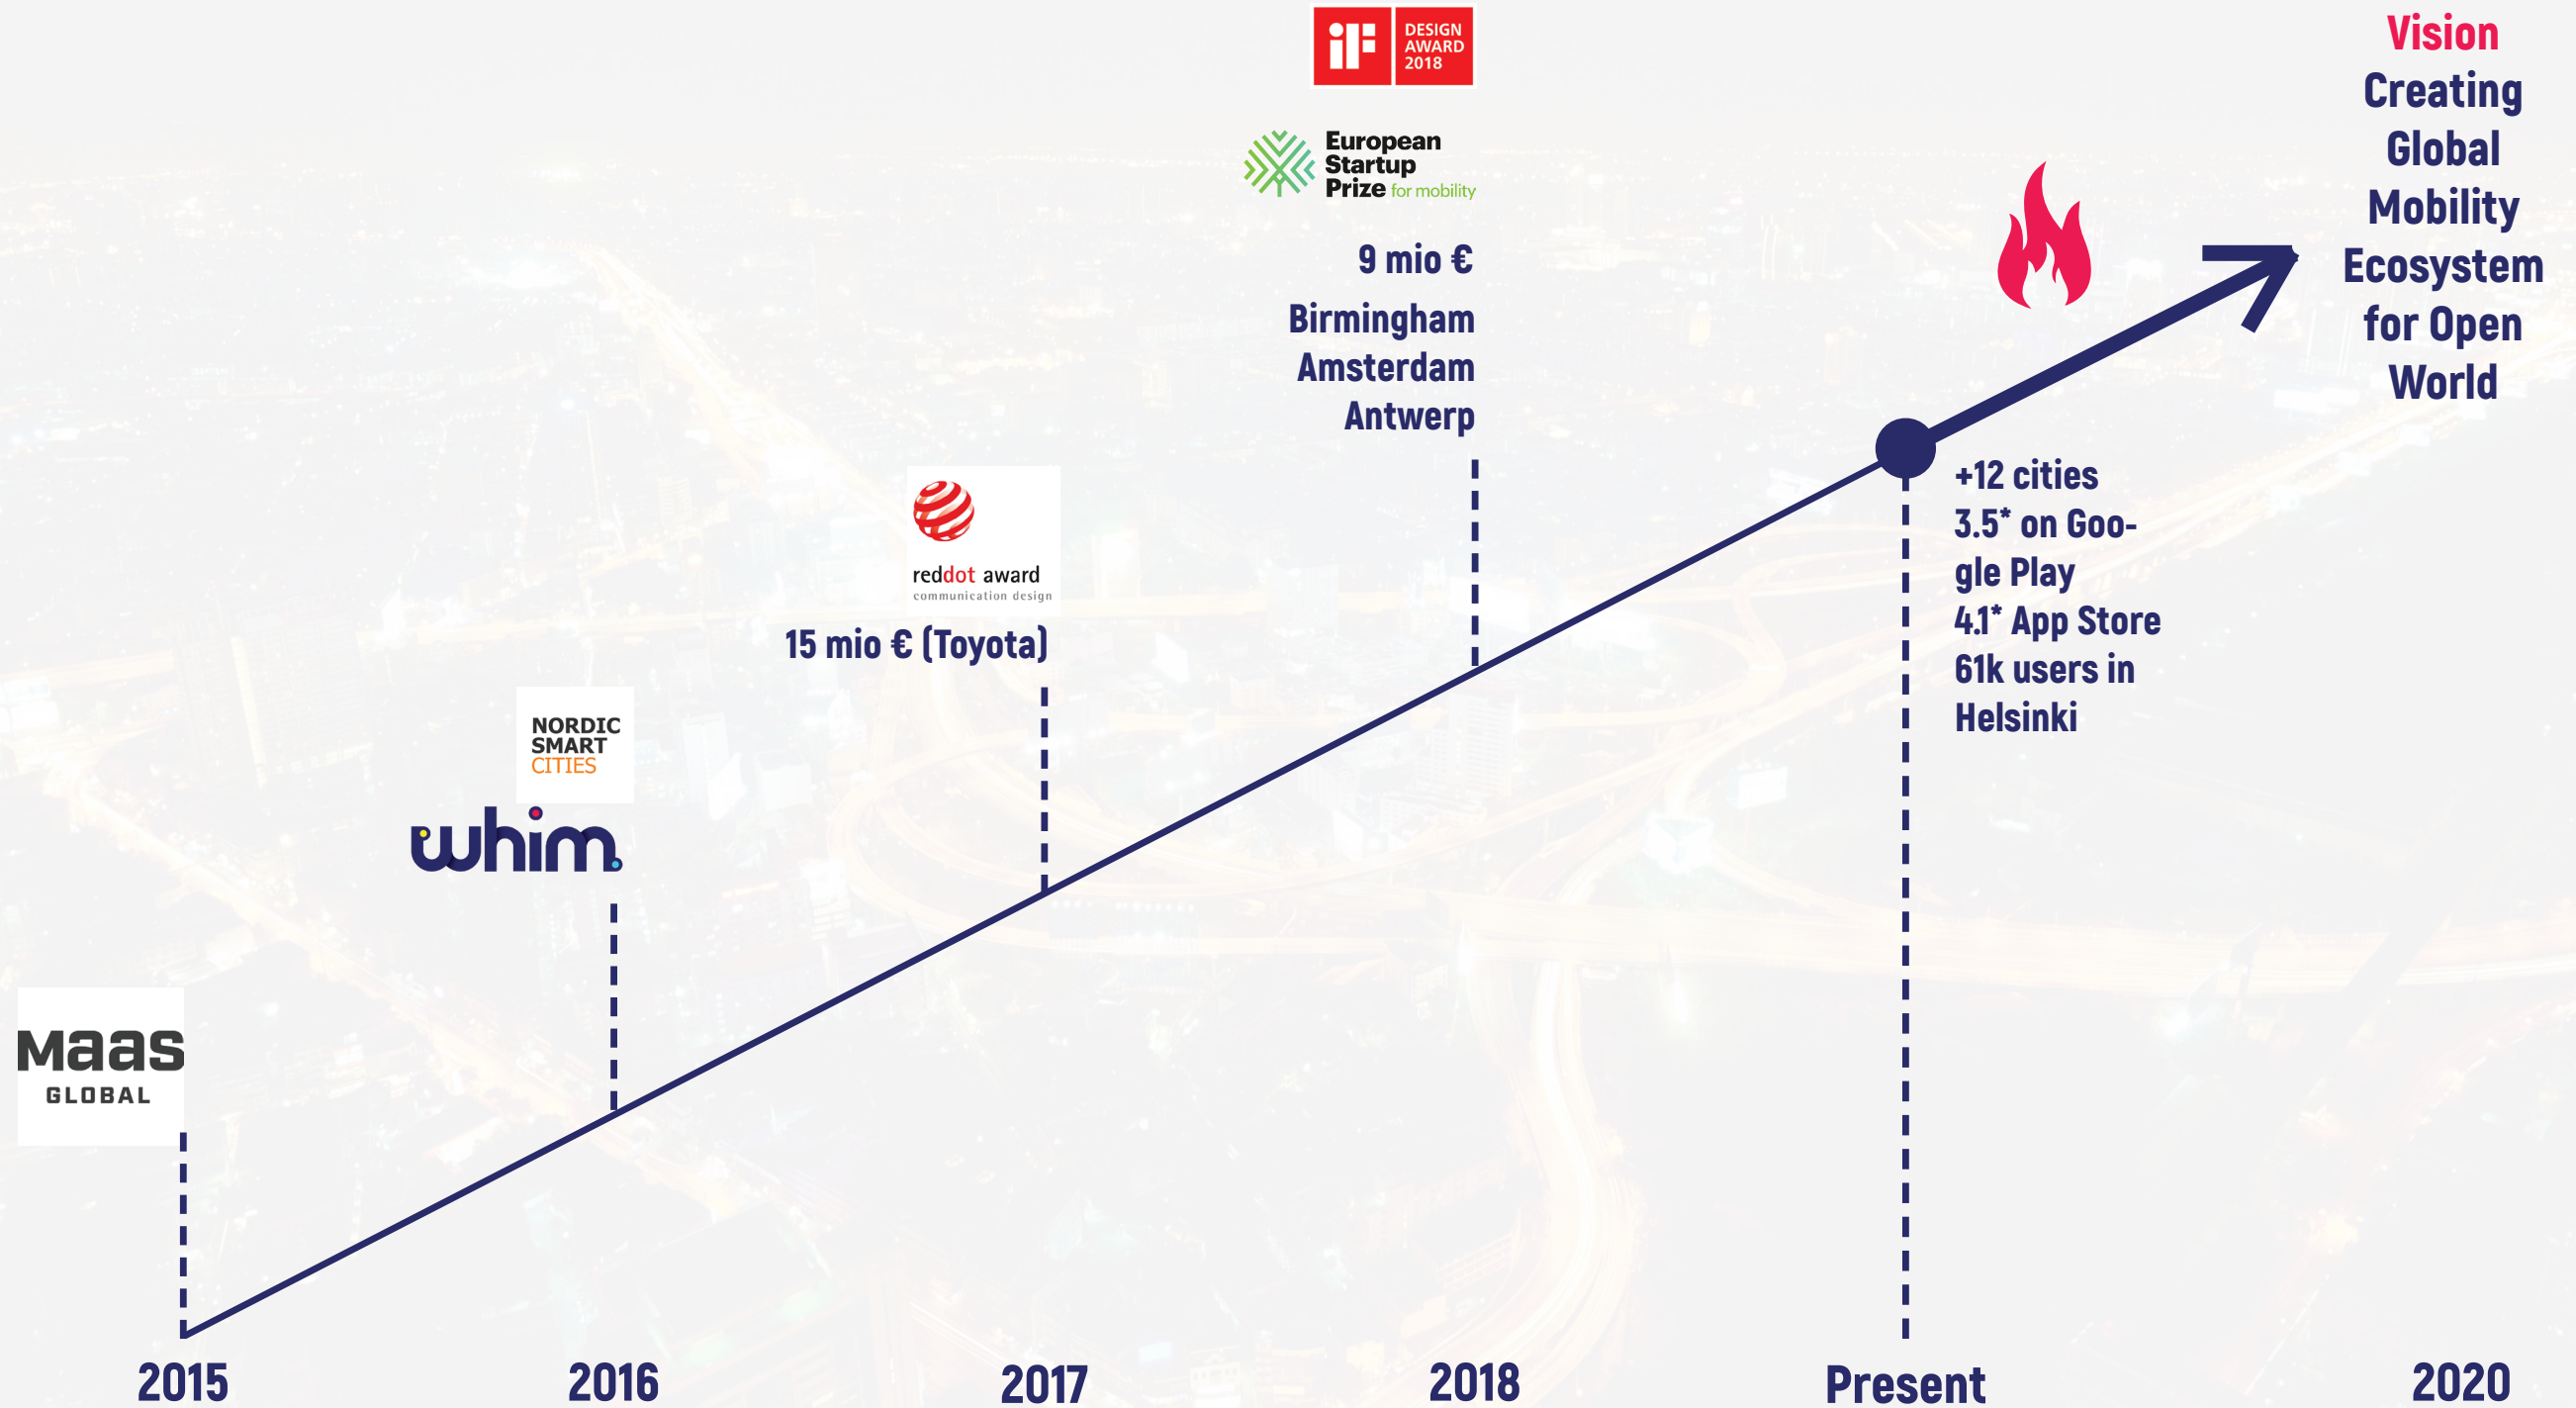 MaaS
GLOBAL
NORDIC
SMART
CITIES
whim
reddot award
communication design
15 mio € (Toyota)
iF
DESIGN
AWARD
2018
European
Startup
Prize for mobility
9 mio €
Birmingham
Amsterdam
Antwerp
+12 cities
3.5* on Goo-
gle Play
4.1* App Store
61k users in
Helsinki
Vision
Creating
Global
Mobility
Ecosystem
for Open
World
2015
2016
2017
2018
Present
2020